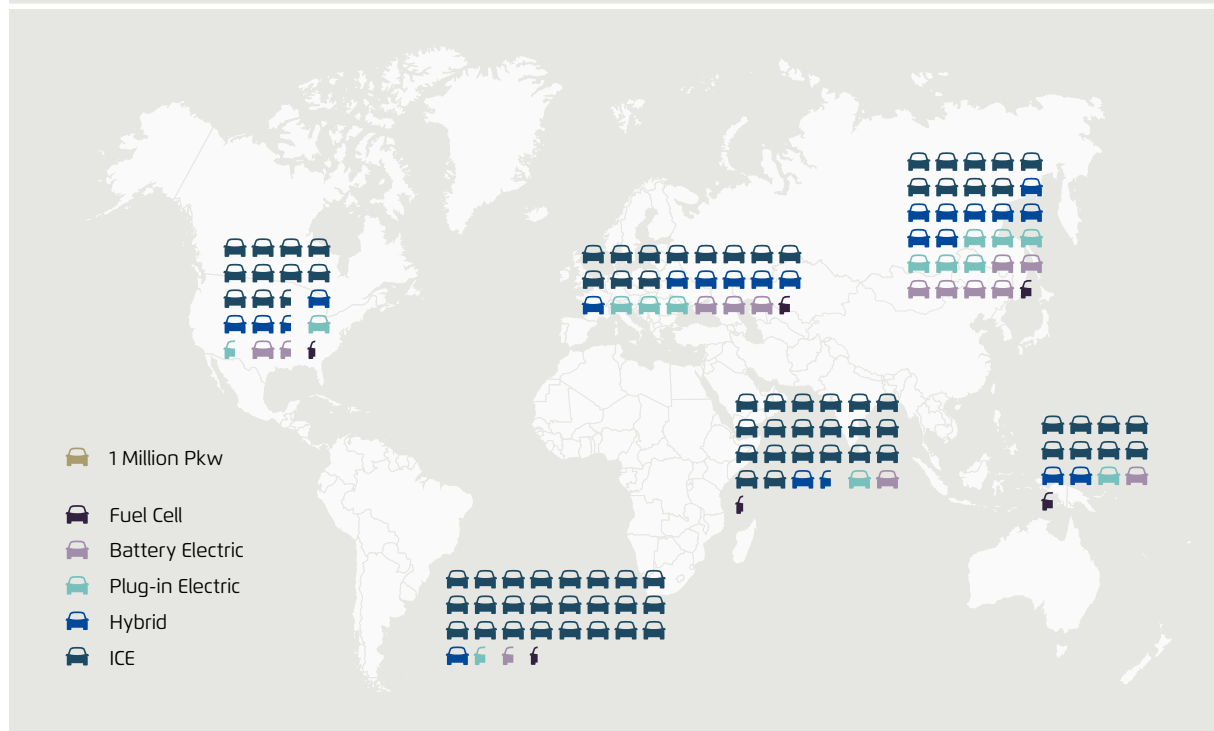 1 Million Pkw
Fuel Cell
Battery Electric
Plug-in Electric
Hybrid
ICE